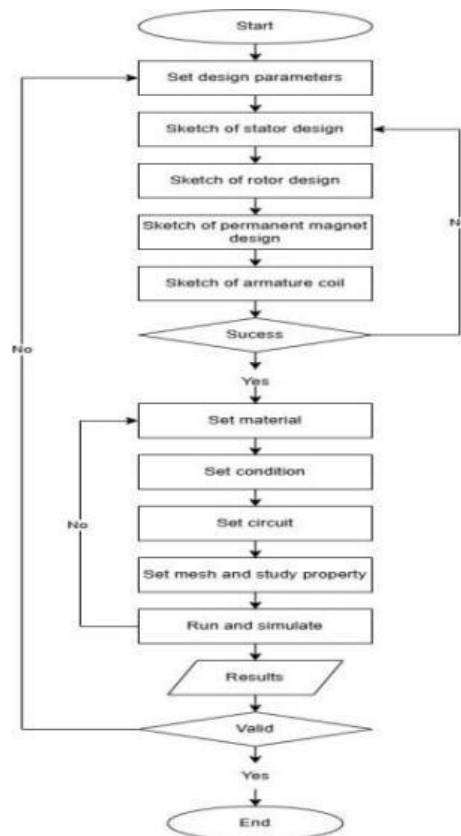 Start
Set design parameters
Sketch of stator design
Sketch of rotor design
Sketch of permanent magnet
design
Sketch of armature coil
Sucess
N
No
Yes
Set material
Set condition
Set circuit
No
Set mesh and study property
Run and simulate
Results
Valid
Yes
End